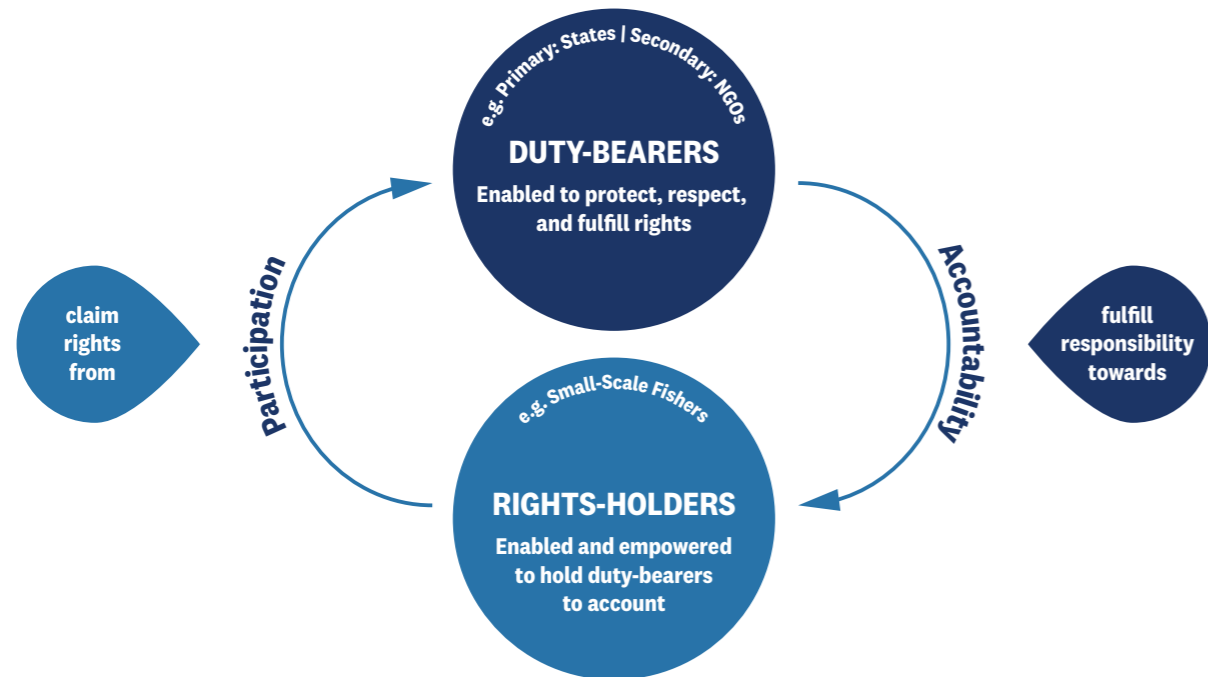 e.g. Primary: States | Secondary: NGOs
DUTY-BEARERS
Enabled to protect, respect,
and fulfill rights
Participation
claim
rights
from
Accountability
fulfill
responsibility
towards
e.g. Small-Scale Fishers
RIGHTS-HOLDERS
Enabled and empowered
to hold duty-bearers
to account